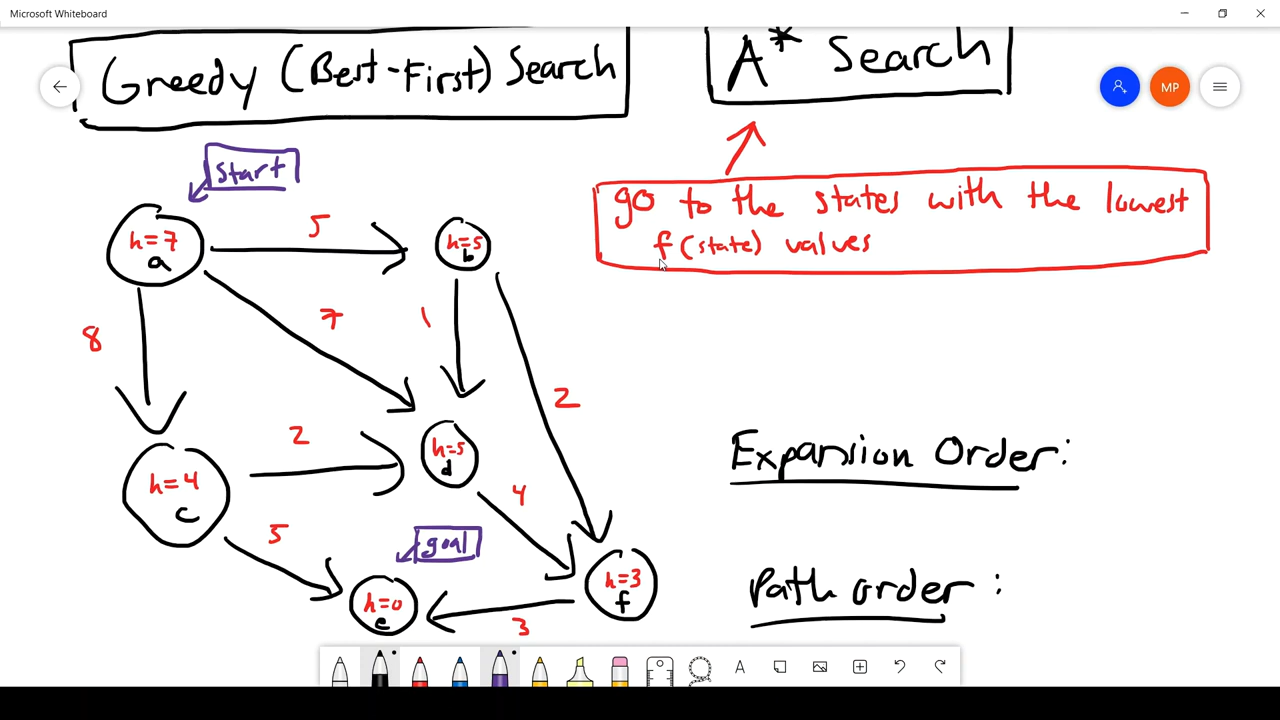 Microsoft Whiteboard
Greedy (Best-First) Search
A* Search
MP
start
go to the states with the lowest
f(state) values
5
h=7
a
h=5
b
8
7
1
2
Expansion Order:
2
h=5
d
h=4
c
4
5
goal
Path order :
h=3
f
h=0
e
3
A